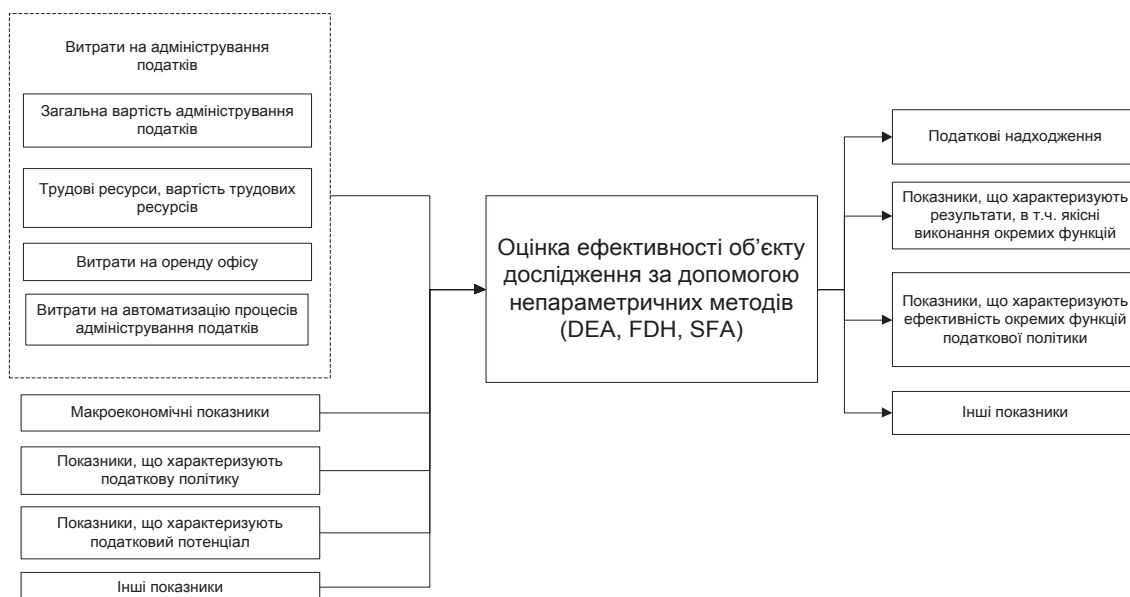 Витрати на адміністрування
податків
Загальна вартість адміністрування
податків
Трудові ресурси, вартість трудових
ресурсів
Витрати на оренду офісу
Витрати на автоматизацію процесів
адміністрування податків
Макроекономічні показники
Показники, що характеризують
податкову політику
Показники, що характеризують
податковий потенціал
Інші показники
Оцінка ефективності об’єкту
дослідження за допомогою
непараметричних методів
(DEA, FDH, SFA)
Податкові надходження
Показники, що характеризують
результати, в т.ч. якісні
виконання окремих функцій
Показники, що характеризують
ефективність окремих функцій
податкової політики
Інші показники